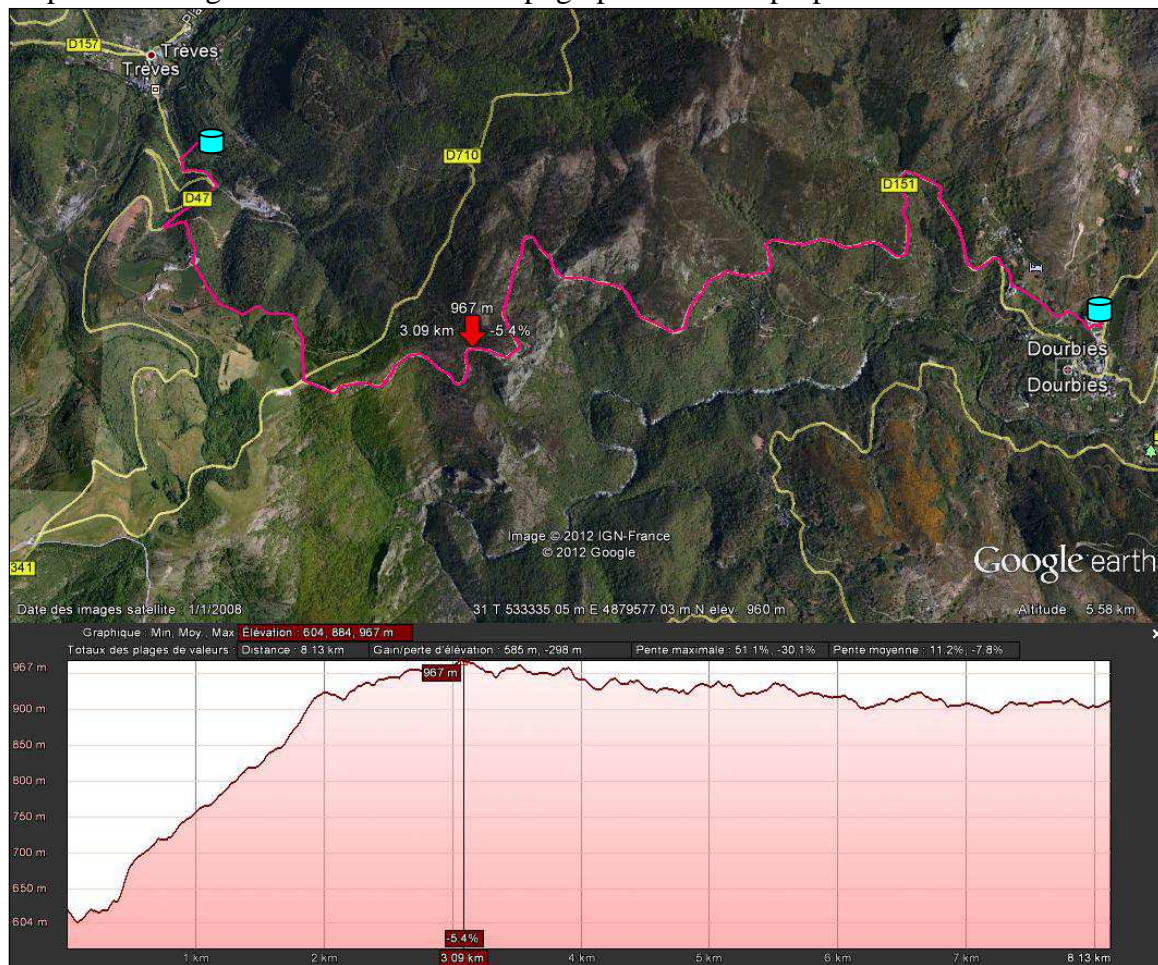 D157
Trèves
Trèves
D710
D47
D151
967 m
3.09 km -5.4%
Dourbies
Dourbies
Image © 2012 IGN-France
© 2012 Google
Google earth
341
Date des images satellite : 1/1/2008
31 T 533335.05 m E 4879577.03 m N élév. 960 m
Altitude 5.58 km
Graphique : Min, Moy., Max Élévation : 604, 884, 967 m
Totaux des plages de valeurs : Distance : 8.13 km Gain/perte d'élévation : 585 m, -298 m Pente maximale : 51.1%, -30.1% Pente moyenne : 11.2%, -7.8%
967 m
967 m
900 m
850 m
800 m
750 m
700 m
650 m
604 m
-5.4%
1 km 2 km 3.09 km 4 km 5 km 6 km 7 km 8.13 km